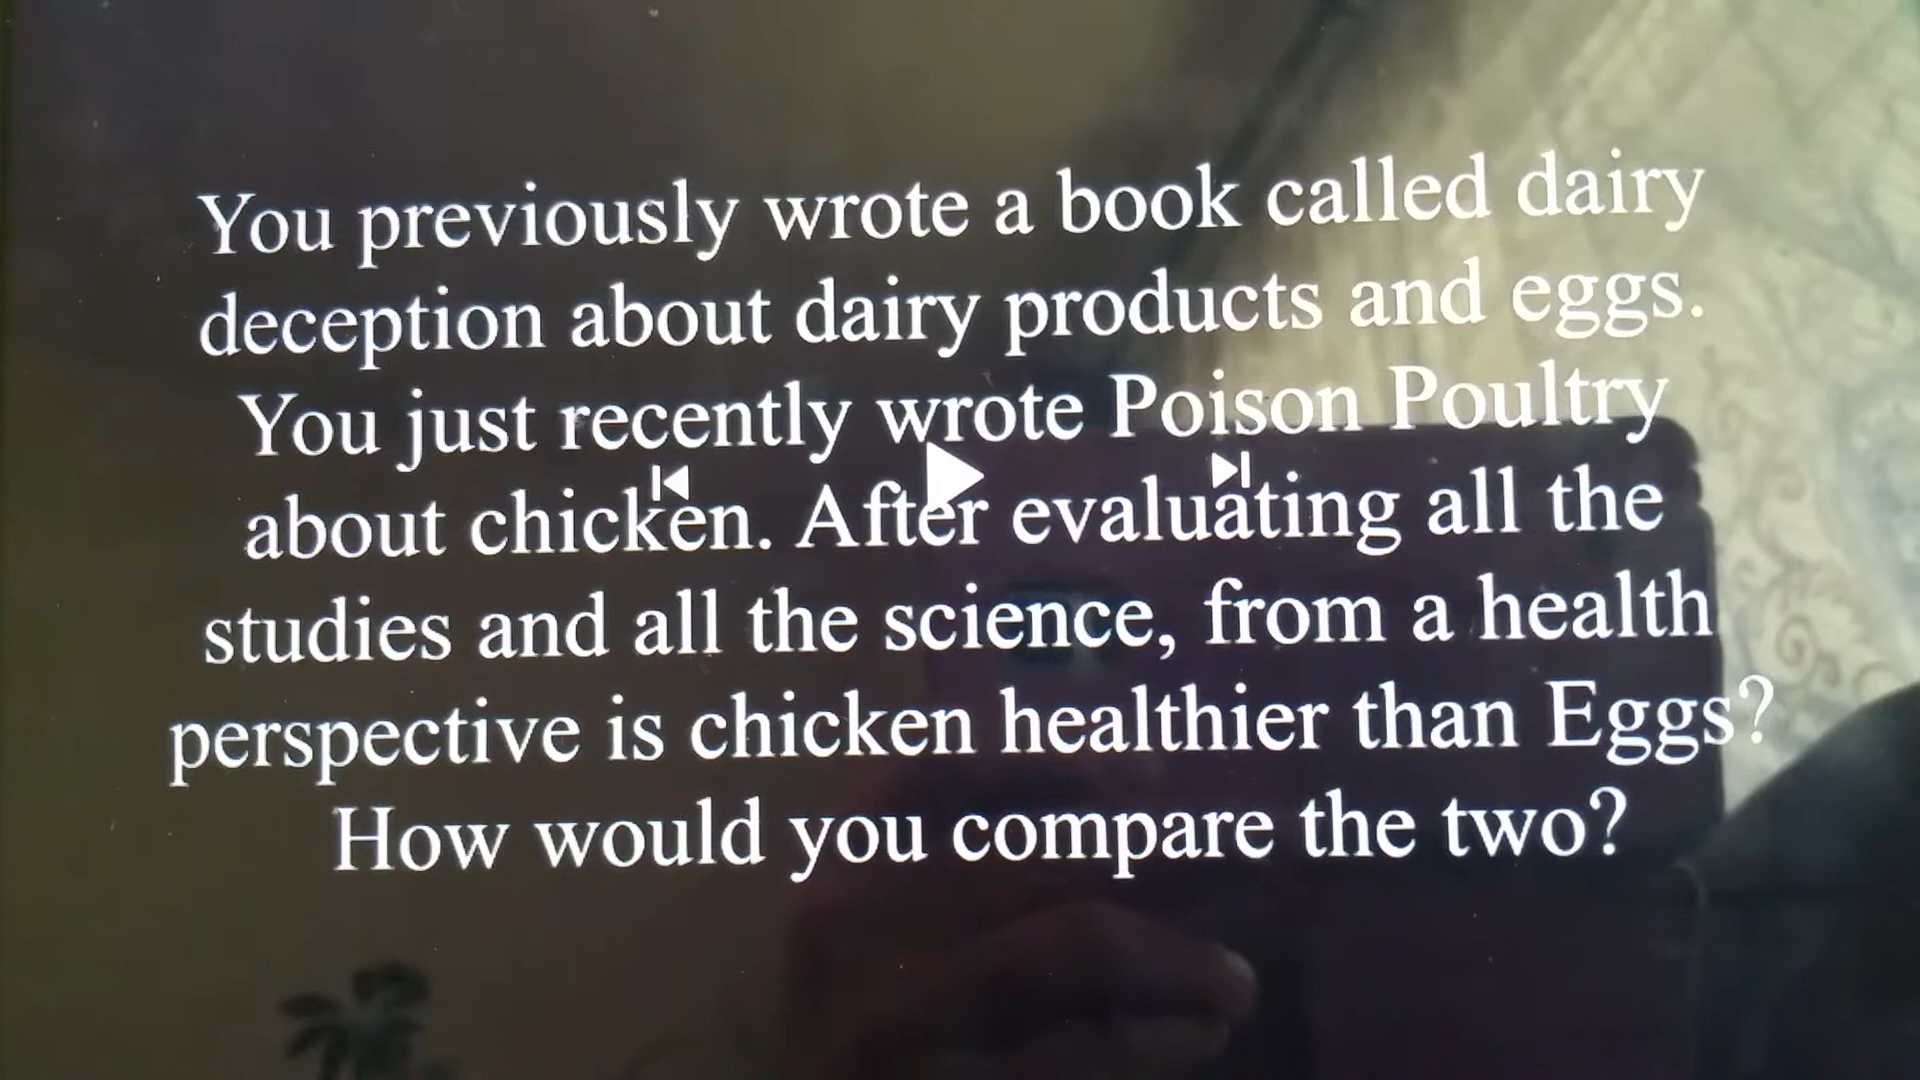 You previously wrote a book called dairy
deception about dairy products and eggs.
You just recently wrote Poison Poultry
about chicken. After evaluating all the
studies and all the science, from a health
perspective is chicken healthier than Eggs?
How would you compare the two?